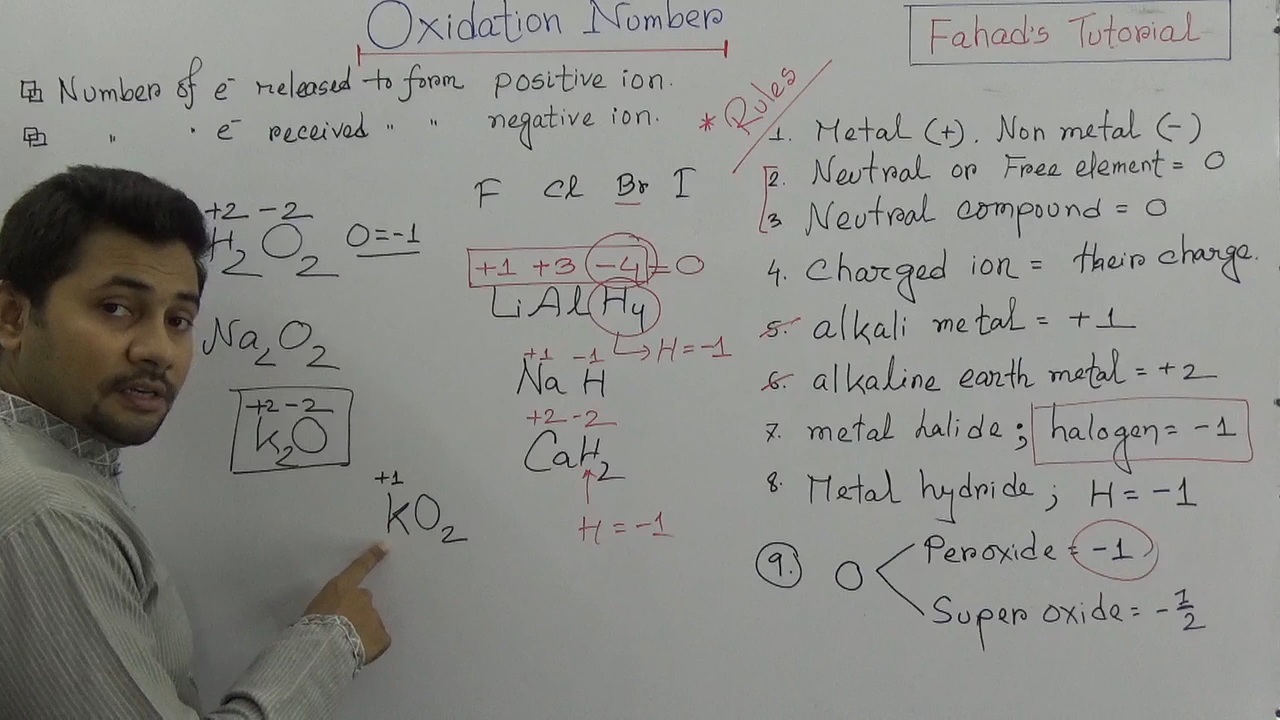 Oxidation Number
Fahad's Tutorial
Number of e⁻ released to form positive ion.
" " e⁻ received " " negative ion.
* Rules
1. Metal (+). Non metal (-)
2. Neutral or Free element = 0
3 Neutral compound = 0
4. Charged ion = their charge.
5. alkali metal = +1
6. alkaline earth metal = +2
7. metal halide; halogen = -1
8. Metal hydride; H = -1
9. O
Peroxide = -1
Super oxide = -1/2
F Cl Br I
+1 +3 -4 = 0
LiAlH4
H = -1
+1 -1
Na H
+2 -2
CaH2
H = -1
+2 -2
H2O2 O = -1
Na2O2
+2 -2
k2O
+1
kO2